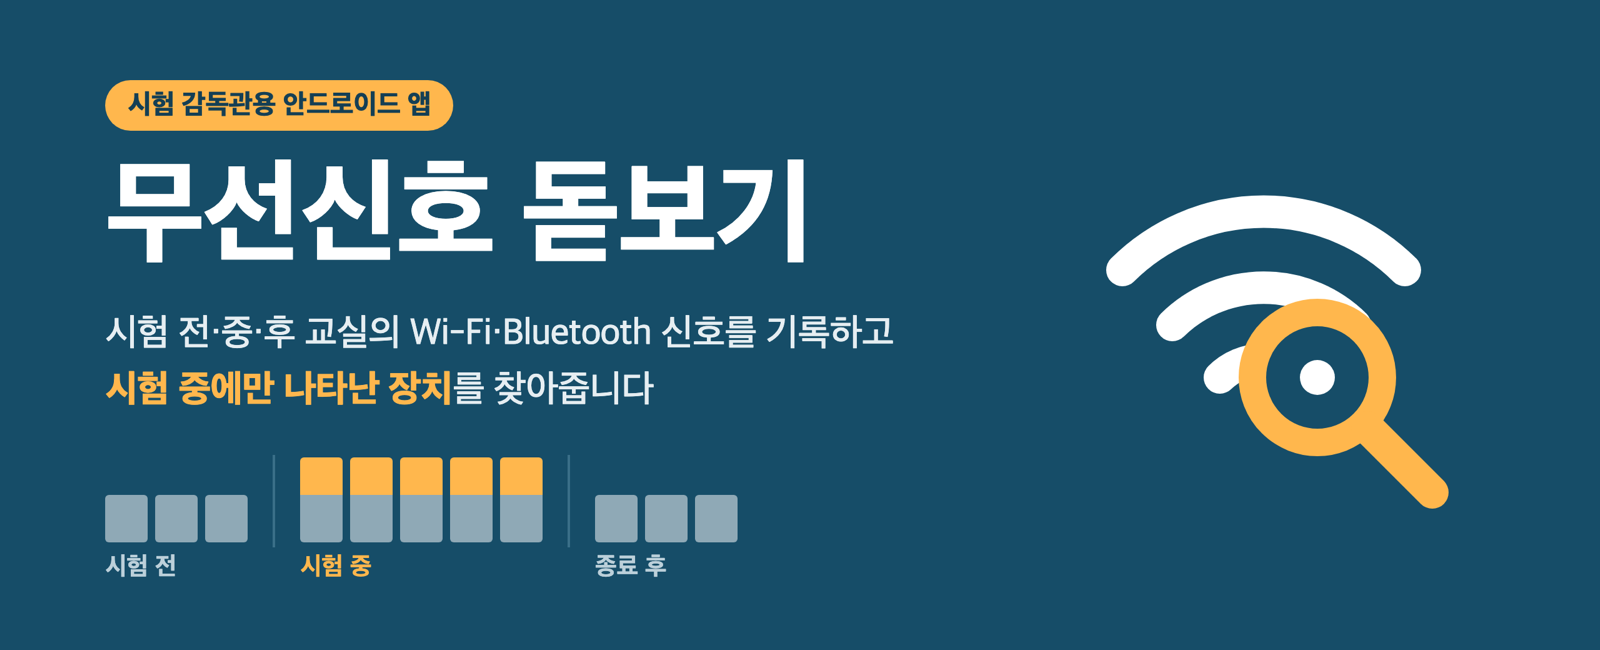 시험 감독관용 안드로이드 앱
무선신호 돋보기
시험 전·중·후 교실의 Wi-Fi·Bluetooth 신호를 기록하고
시험 중에만 나타난 장치를 찾아줍니다
시험 전
시험 중
종료 후